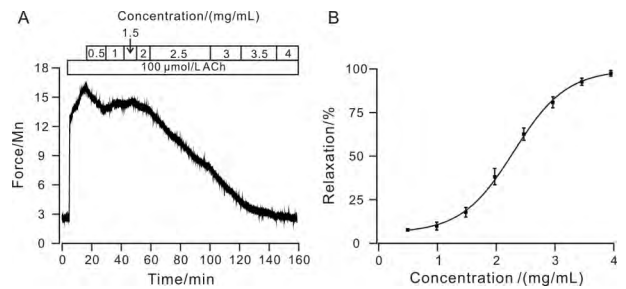 A
Concentration/(mg/mL)
1.5
0.5 1 2 2.5 3 3.5 4
100 μmol/L ACh
Force/Mn
18
15
12
9
6
3
0
0 20 40 60 80 100 120 140 160
Time/min
B
Relaxation/%
100
75
50
25
0
0 1 2 3 4
Concentration /(mg/mL)